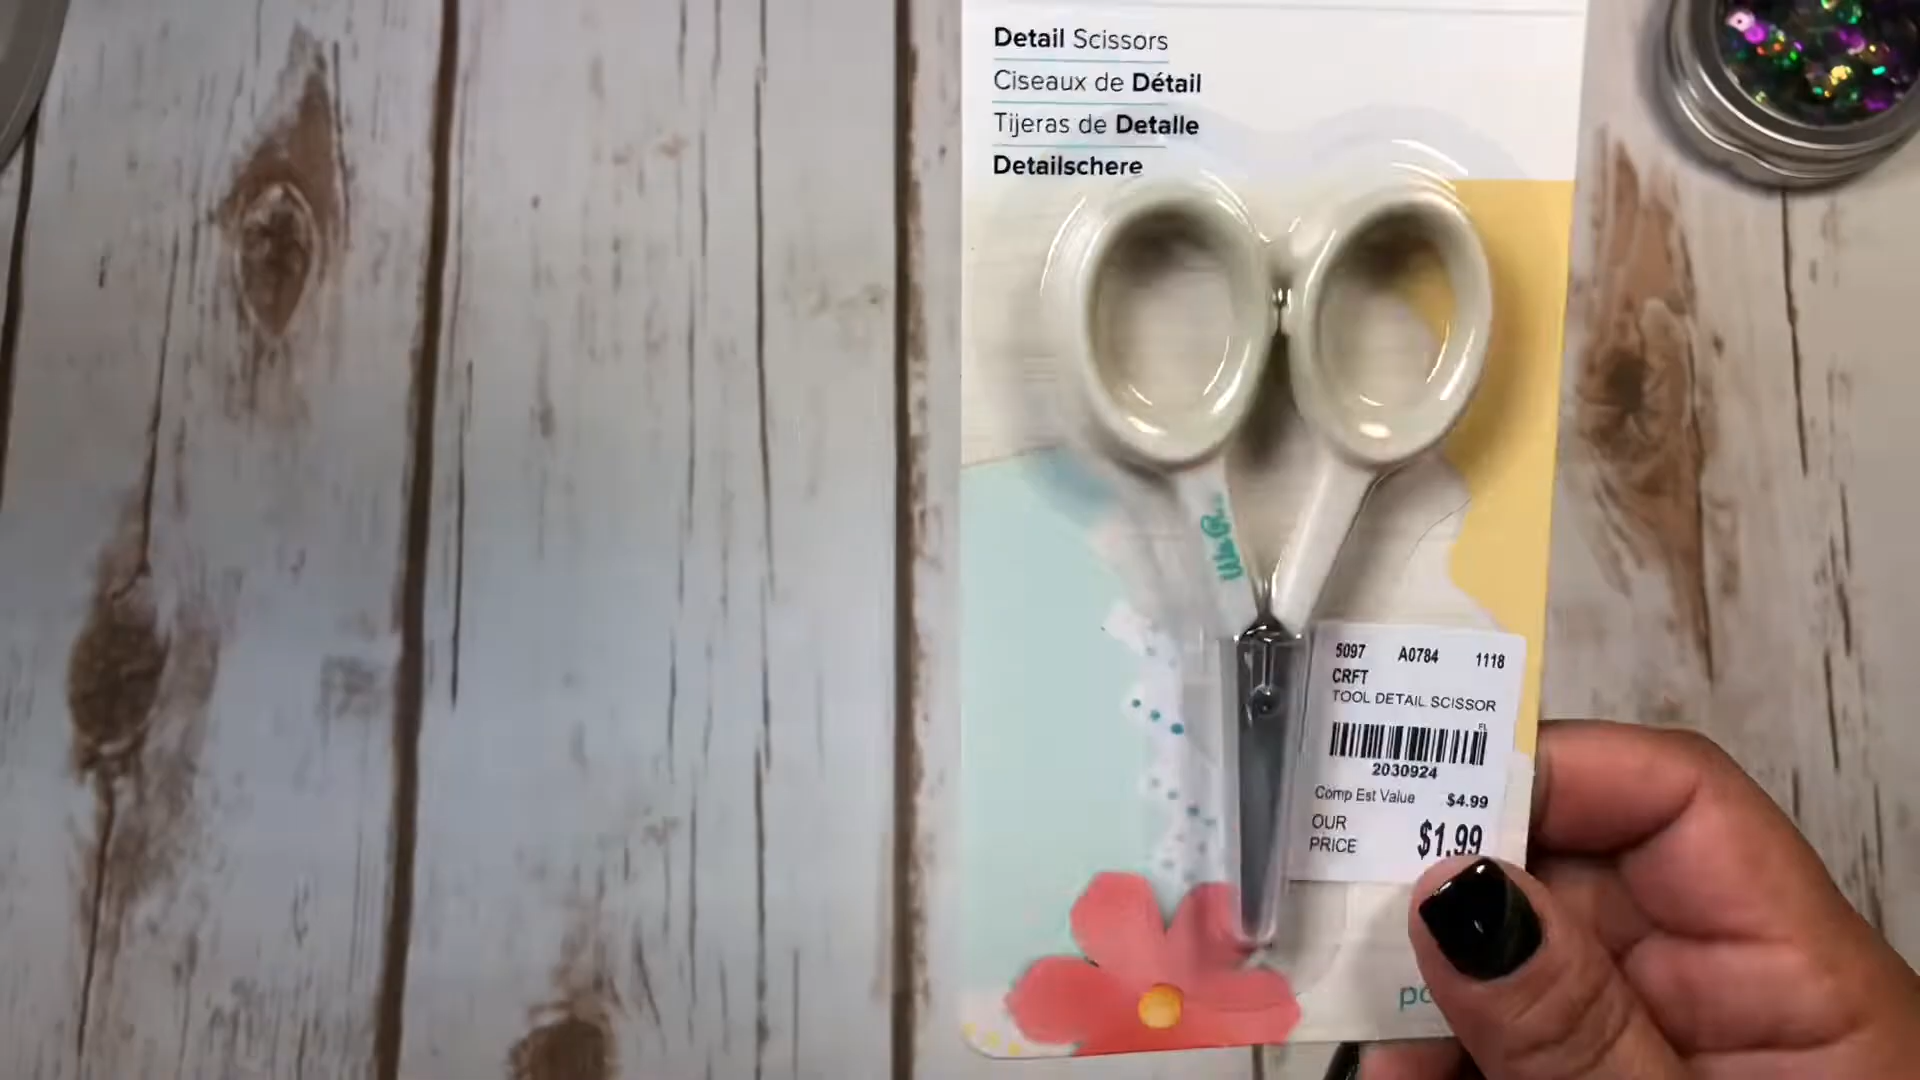 Detail Scissors
Ciseaux de Détail
Tijeras de Detalle
Detailschere
5097 A0784 1118
CRFT
TOOL DETAIL SCISSOR
FL
2030924
Comp Est Value $4.99
OUR
PRICE $1.99